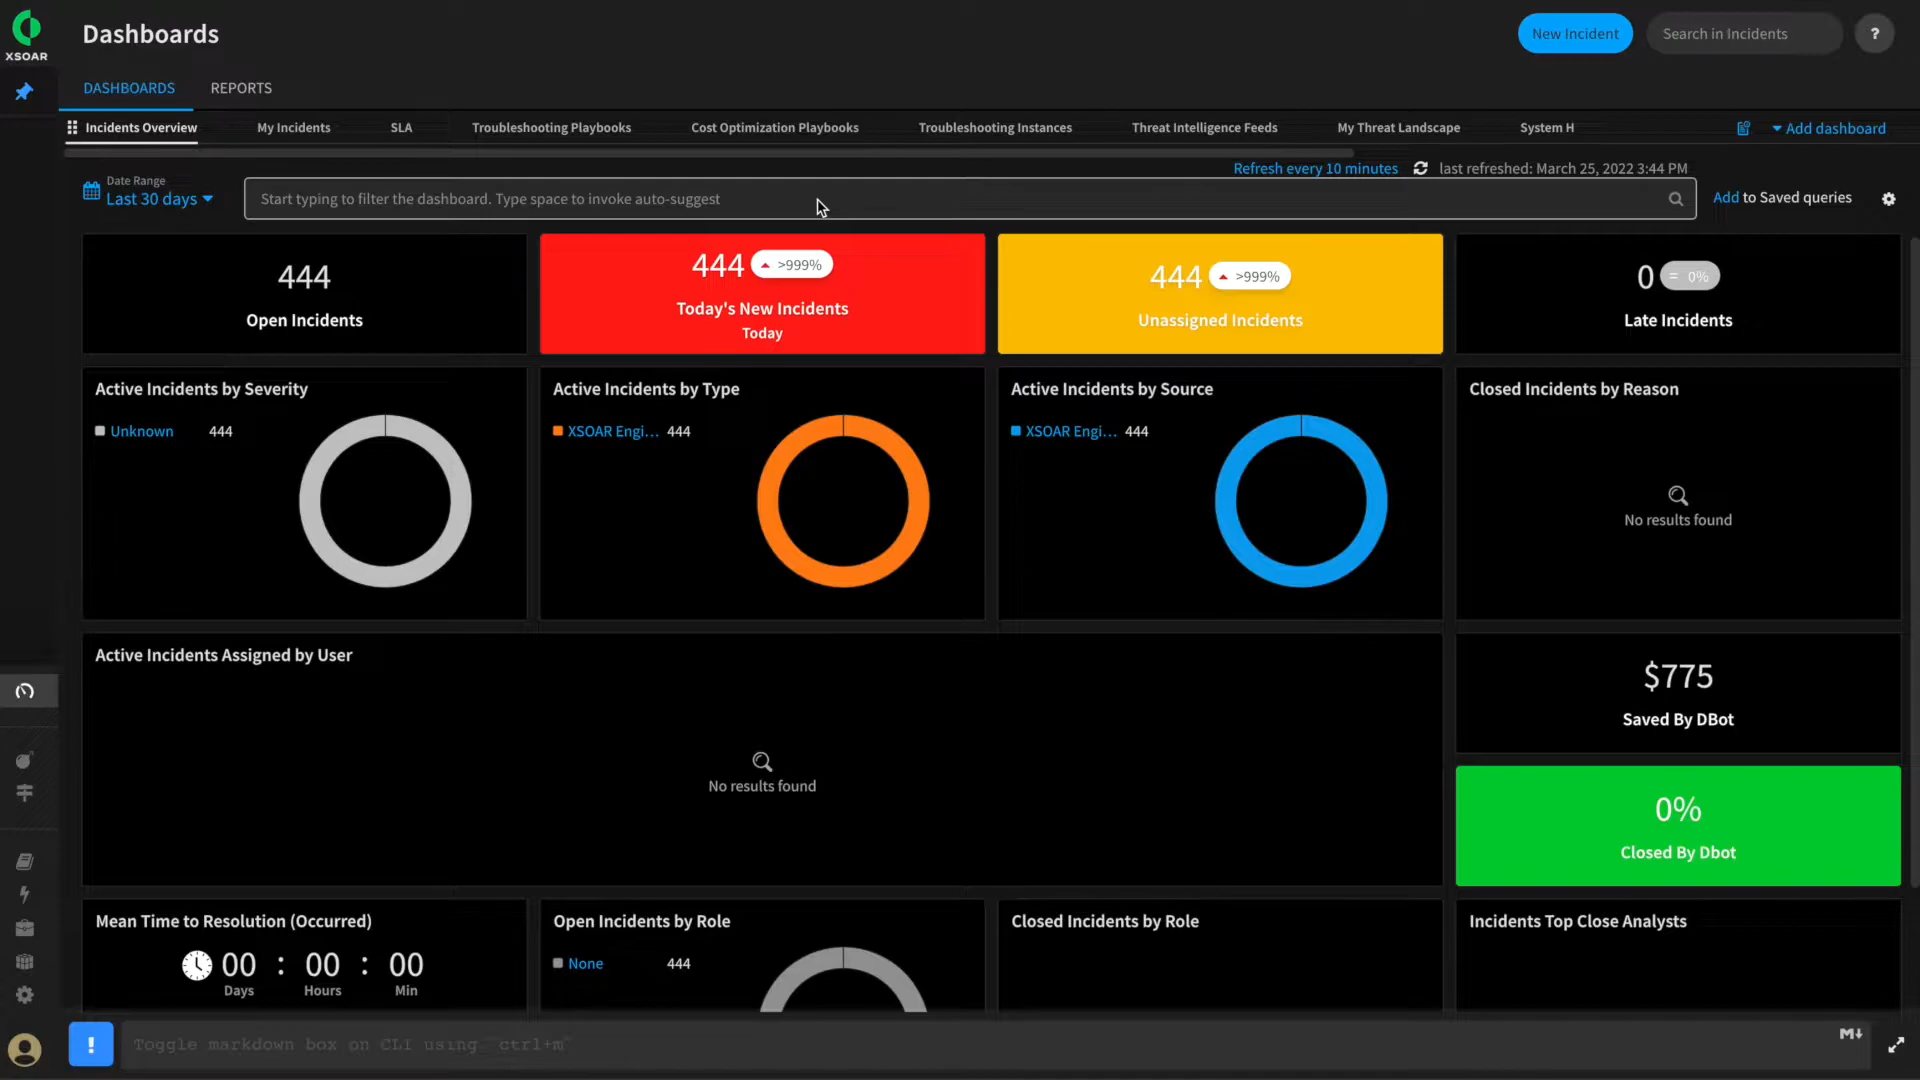 XSOAR
Dashboards
New Incident
Search in Incidents
?
DASHBOARDS
REPORTS
Incidents Overview
My Incidents
SLA
Troubleshooting Playbooks
Cost Optimization Playbooks
Troubleshooting Instances
Threat Intelligence Feeds
My Threat Landscape
System H
Add dashboard
Refresh every 10 minutes
last refreshed: March 25, 2022 3:44 PM
Date Range
Last 30 days
Start typing to filter the dashboard. Type space to invoke auto-suggest
Add to Saved queries
444
Open Incidents
444 >999%
Today's New Incidents
Today
444 >999%
Unassigned Incidents
0 = 0%
Late Incidents
Active Incidents by Severity
Unknown 444
Active Incidents by Type
XSOAR Engi... 444
Active Incidents by Source
XSOAR Engi... 444
Closed Incidents by Reason
No results found
Active Incidents Assigned by User
No results found
$775
Saved By DBot
0%
Closed By Dbot
Mean Time to Resolution (Occurred)
00 : 00 : 00
Days Hours Min
Open Incidents by Role
None 444
Closed Incidents by Role
Incidents Top Close Analysts
!
Toggle markdown box on CLI using `ctrl+m`
M